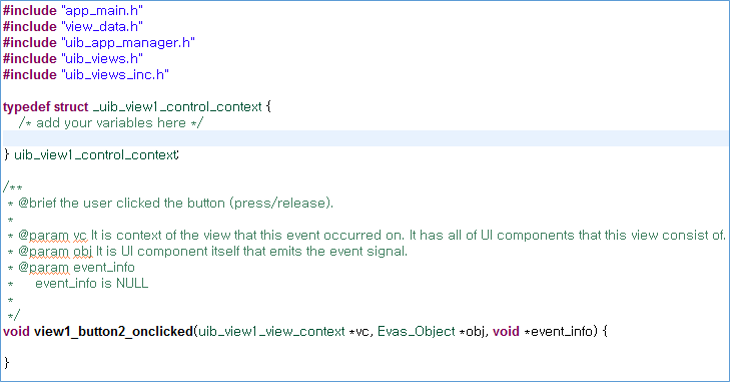 #include "app_main.h"
#include "view_data.h"
#include "uib_app_manager.h"
#include "uib_views.h"
#include "uib_views_inc.h"
typedef struct _uib_view1_control_context {
/* add your variables here */
} uib_view1_control_context;
/**
* @brief the user clicked the button (press/release).
*
* @param vc It is context of the view that this event occurred on. It has all of UI components that this view consist of.
* @param obj It is UI component itself that emits the event signal.
* @param event_info
* event_info is NULL
*
*/
void view1_button2_onclicked(uib_view1_view_context *vc, Evas_Object *obj, void *event_info) {
}